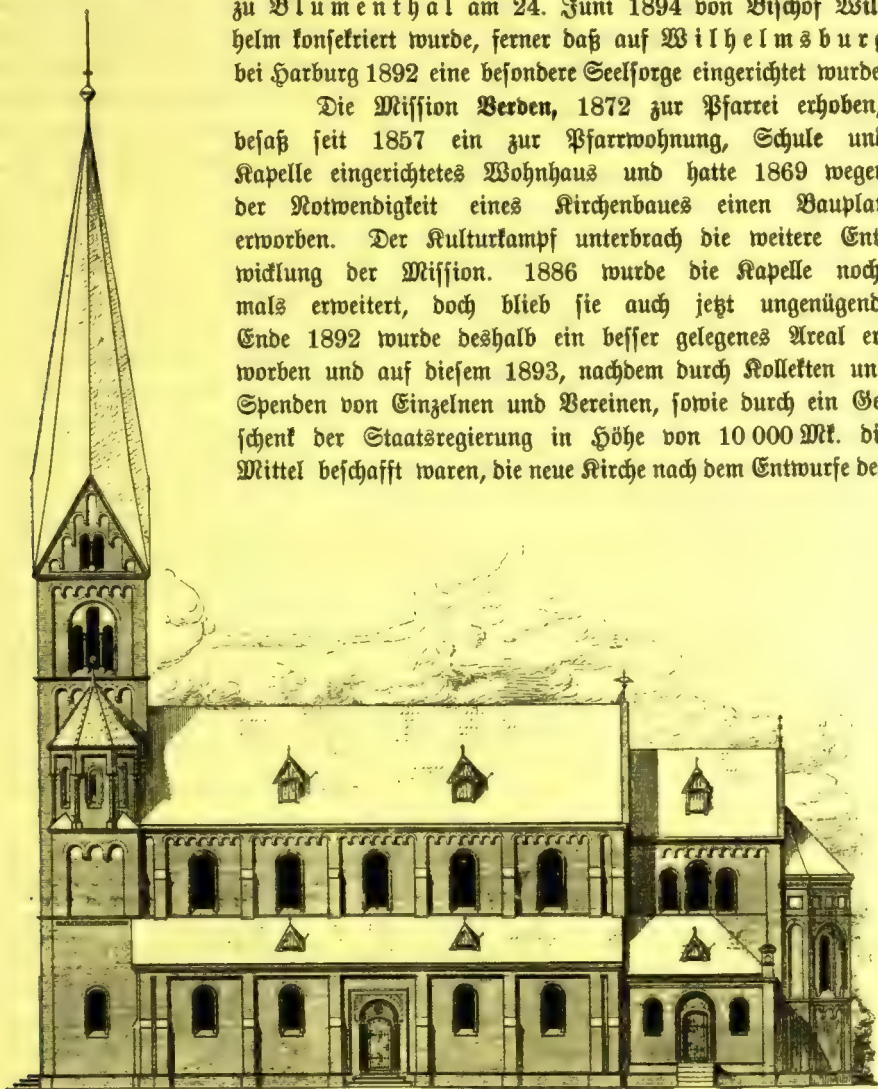 zu Blumenthal am 24. Juni 1894 von Bischof Wil
helm konsekriert wurde, ferner daß auf Wilhelmsburg
bei Harburg 1892 eine besondere Seelsorge eingerichtet wurde
Die Mission Verden, 1872 zur Pfarrei erhoben,
besaß seit 1857 ein zur Pfarrwohnung, Schule und
Kapelle eingerichtetes Wohnhaus und hatte 1869 wegen
der Notwendigkeit eines Kirchenbaues einen Bauplat
erworben. Der Kulturkampf unterbrach die weitere Ent
wicklung der Mission. 1886 wurde die Kapelle noch
mals erweitert, doch blieb sie auch jetzt ungenügend
Ende 1892 wurde deshalb ein besser gelegenes Areal er
worben und auf diesem 1893, nachdem durch Kollekten un
Spenden von Einzelnen und Vereinen, sowie durch ein Ge
schenk der Staatsregierung in Höhe von 10 000 Mk. di
Mittel beschafft waren, die neue Kirche nach dem Entwurfe de